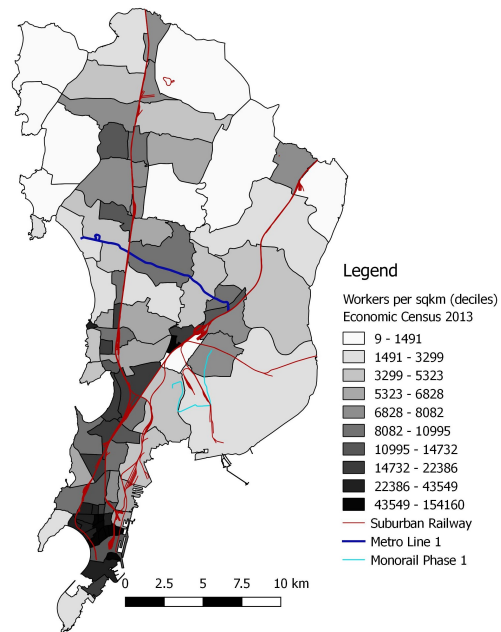 Legend
Workers per sqkm (deciles)
Economic Census 2013
9 - 1491
1491 - 3299
3299 - 5323
5323 - 6828
6828 - 8082
8082 - 10995
10995 - 14732
14732 - 22386
22386 - 43549
43549 - 154160
Suburban Railway
Metro Line 1
Monorail Phase 1
0 2.5 5 7.5 10 km